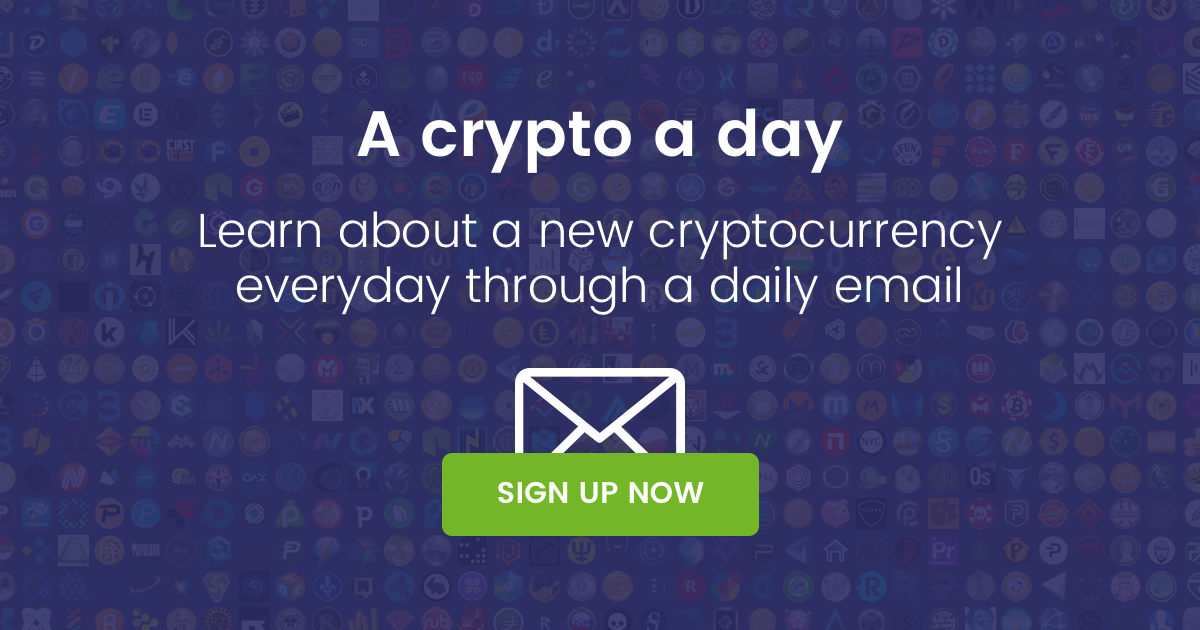 A crypto a day
Learn about a new cryptocurrency
everyday through a daily email
SIGN UP NOW